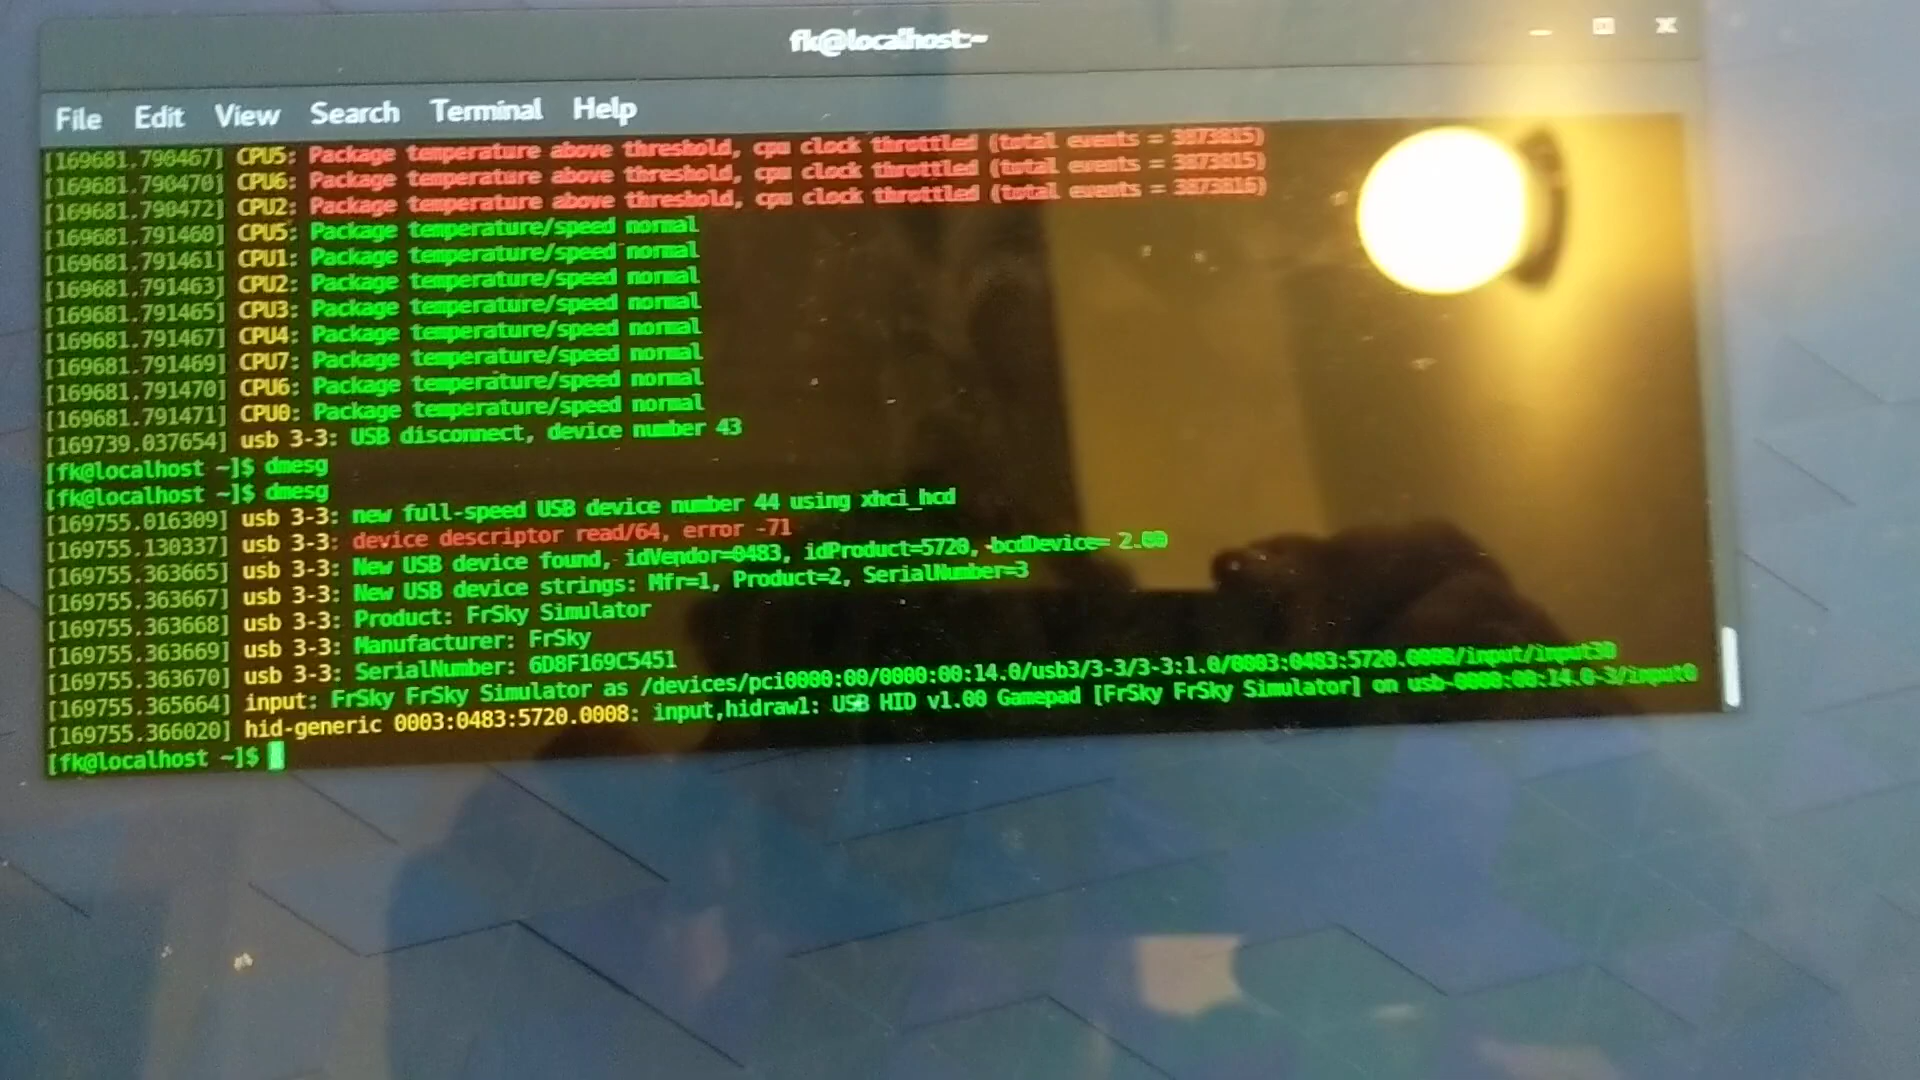 fk@localhost:~
File Edit View Search Terminal Help
[169681.790467] CPU5: Package temperature above threshold, cpu clock throttled (total events = 3873815)
[169681.790470] CPU6: Package temperature above threshold, cpu clock throttled (total events = 3873815)
[169681.790472] CPU2: Package temperature above threshold, cpu clock throttled (total events = 3873816)
[169681.791460] CPU5: Package temperature/speed normal
[169681.791461] CPU1: Package temperature/speed normal
[169681.791463] CPU2: Package temperature/speed normal
[169681.791465] CPU3: Package temperature/speed normal
[169681.791467] CPU4: Package temperature/speed normal
[169681.791469] CPU7: Package temperature/speed normal
[169681.791470] CPU6: Package temperature/speed normal
[169681.791471] CPU0: Package temperature/speed normal
[169739.037654] usb 3-3: USB disconnect, device number 43
[fk@localhost ~]$ dmesg
[fk@localhost ~]$ dmesg
[169755.016309] usb 3-3: new full-speed USB device number 44 using xhci_hcd
[169755.130337] usb 3-3: device descriptor read/64, error -71
[169755.363665] usb 3-3: New USB device found, idVendor=0483, idProduct=5720, bcdDevice= 2.00
[169755.363667] usb 3-3: New USB device strings: Mfr=1, Product=2, SerialNumber=3
[169755.363668] usb 3-3: Product: FrSky Simulator
[169755.363669] usb 3-3: Manufacturer: FrSky
[169755.363670] usb 3-3: SerialNumber: 6D8F169C5451
[169755.365664] input: FrSky FrSky Simulator as /devices/pci0000:00/0000:00:14.0/usb3/3-3/3-3:1.0/0003:0483:5720.0008/input/input30
[169755.366020] hid-generic 0003:0483:5720.0008: input,hidraw1: USB HID v1.00 Gamepad [FrSky FrSky Simulator] on usb-0000:00:14.0-3/input0
[fk@localhost ~]$